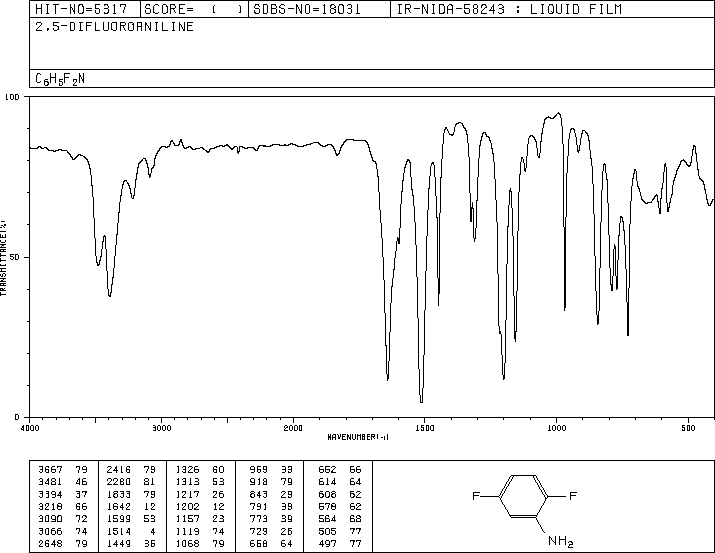 HIT-NO=5317 SCORE= ( ) SDBS-NO=18031 IR-NIDA-58243 : LIQUID FILM
2,5-DIFLUOROANILINE
C6H5F2N
100
50
0
TRANSMITTANCE(%)
4000 3000 2000 1500 1000 500
WAVENUMBER(-1)
3667 79 2416 79 1326 60 969 33 662 66
3481 46 2280 81 1313 53 918 79 614 64
3394 37 1833 79 1217 26 843 29 608 62
3218 66 1642 12 1202 12 791 39 578 62
3090 72 1599 53 1157 23 773 39 564 68
3066 74 1514 4 1119 74 729 26 505 77
2648 79 1449 36 1068 79 668 64 497 77
F F
NH2